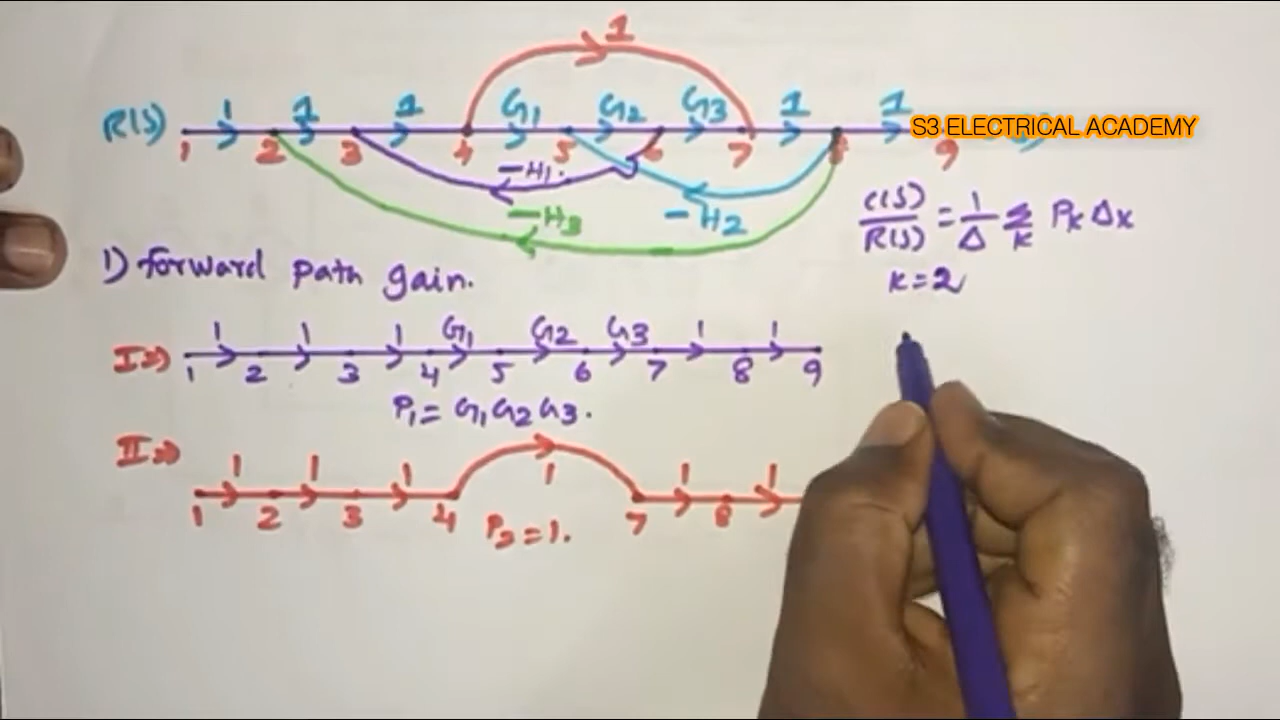 1
R(S) 1 1 1 G1 G2 G3 1 1 S3 ELECTRICAL ACADEMY
1 2 3 4 5 6 7 8 9
-H1.
-H3 -H2
C(S)/R(S) = 1/Δ Σ K PK ΔK
K = 2
1) forward path gain.
1 1 1 G1 G2 G3 1 1
I⇒) 1 2 3 4 5 6 7 8 9
P1 = G1 G2 G3.
II⇒) 1 1 1 1 1 1
1 2 3 4 7 8
P2 = 1.